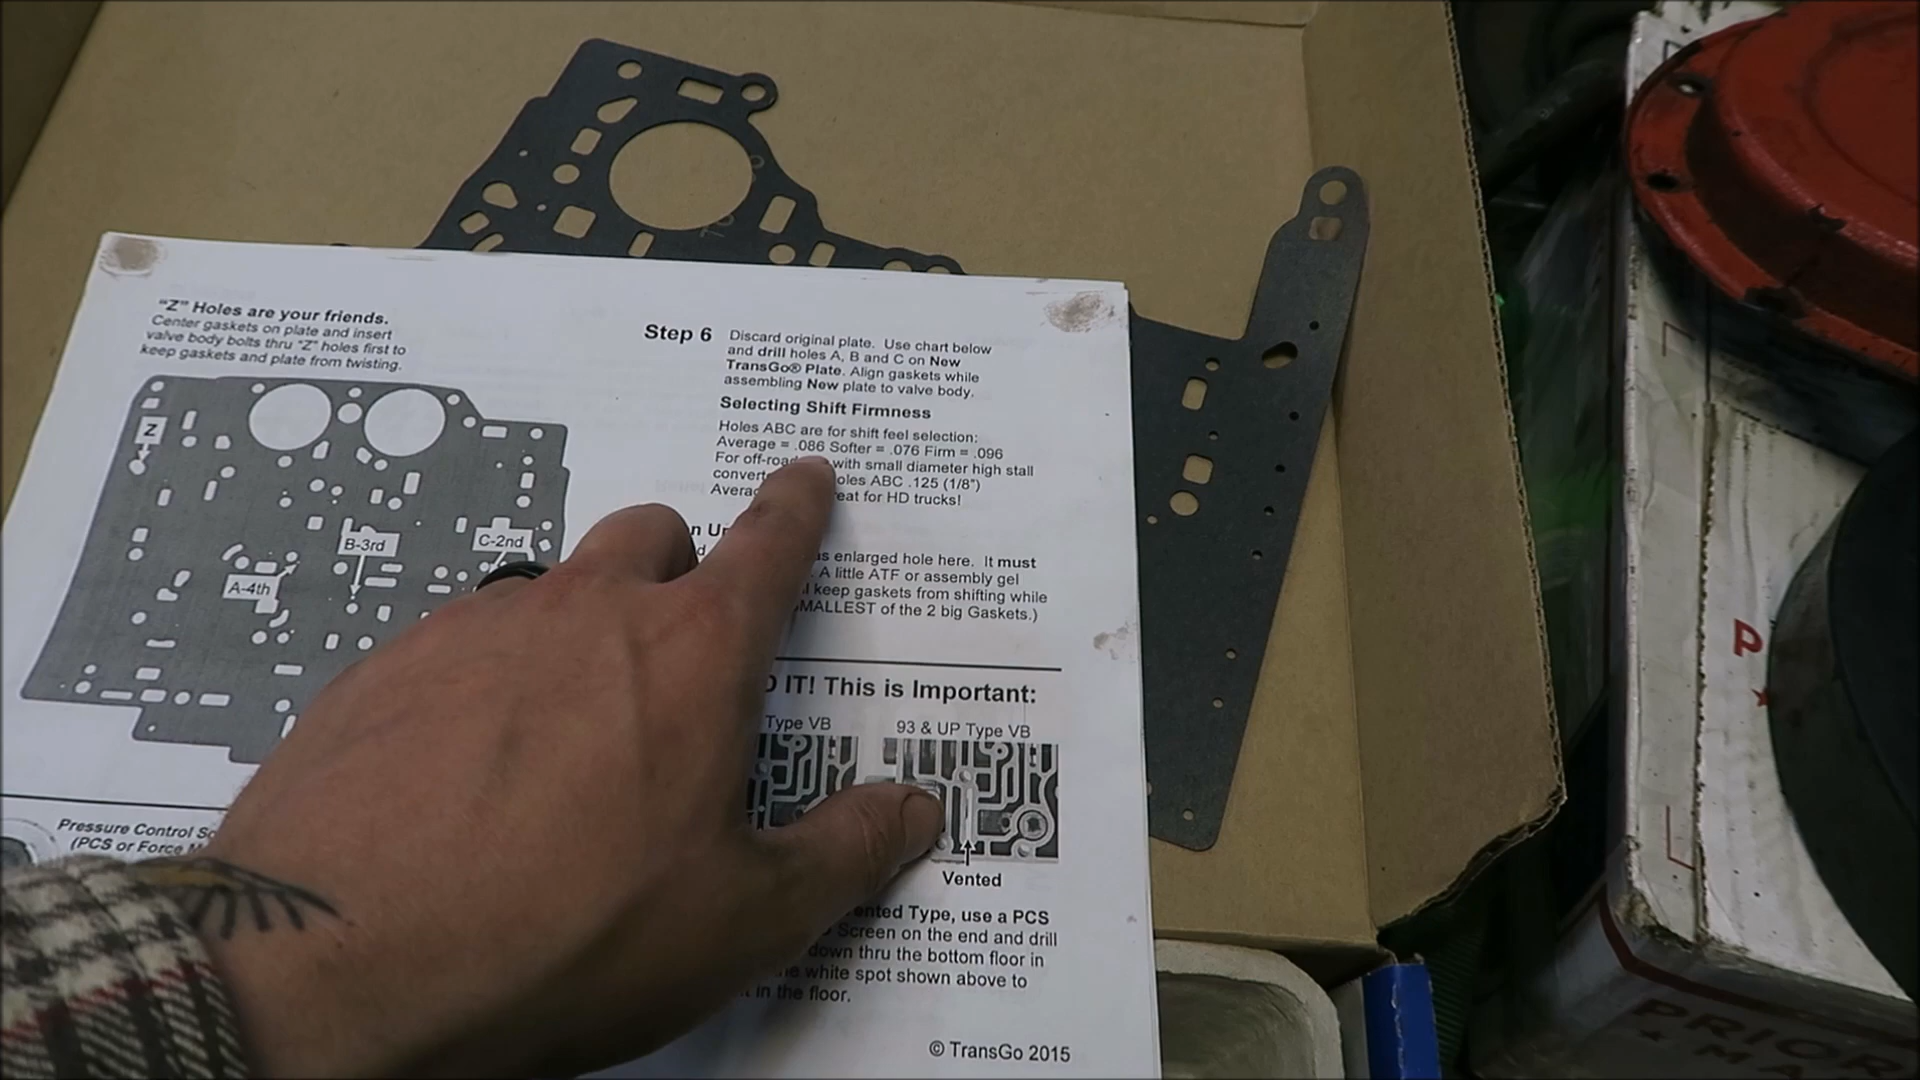 "Z" Holes are your friends.
Center gaskets on plate and insert
valve body bolts thru "Z" holes first to
keep gaskets and plate from twisting.
Z
A-4th
B-3rd
C-2nd
Step 6
Discard original plate. Use chart below
and drill holes A, B and C on New
TransGo® Plate. Align gaskets while
assembling New plate to valve body.
Selecting Shift Firmness
Holes ABC are for shift feel selection:
Average = .086 Softer = .076 Firm = .096
For with small diameter high stall
ABC .125 (1/8")
for HD trucks!
enlarged hole here. It must
A little ATF or assembly gel
keep gaskets from shifting while
of the 2 big Gaskets.)
IT! This is Important:
Type VB
93 & UP Type VB
Vented
Type, use a PCS
Screen on the end and drill
down thru the bottom floor in
white spot shown above to
in the floor.
Pressure Control
(PCS or Force
© TransGo 2015
P